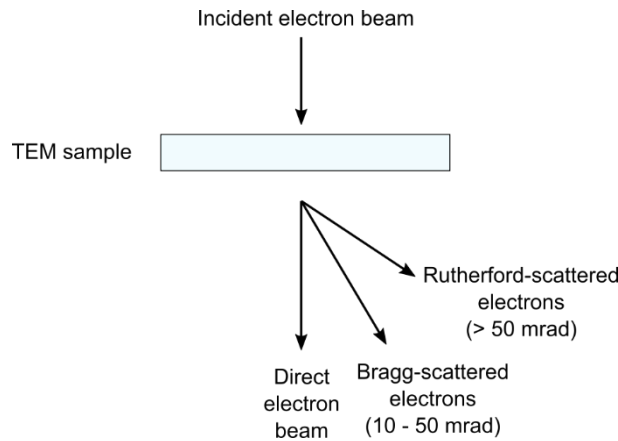 Incident electron beam
TEM sample
Rutherford-scattered
electrons
(> 50 mrad)
Direct
electron
beam
Bragg-scattered
electrons
(10 - 50 mrad)